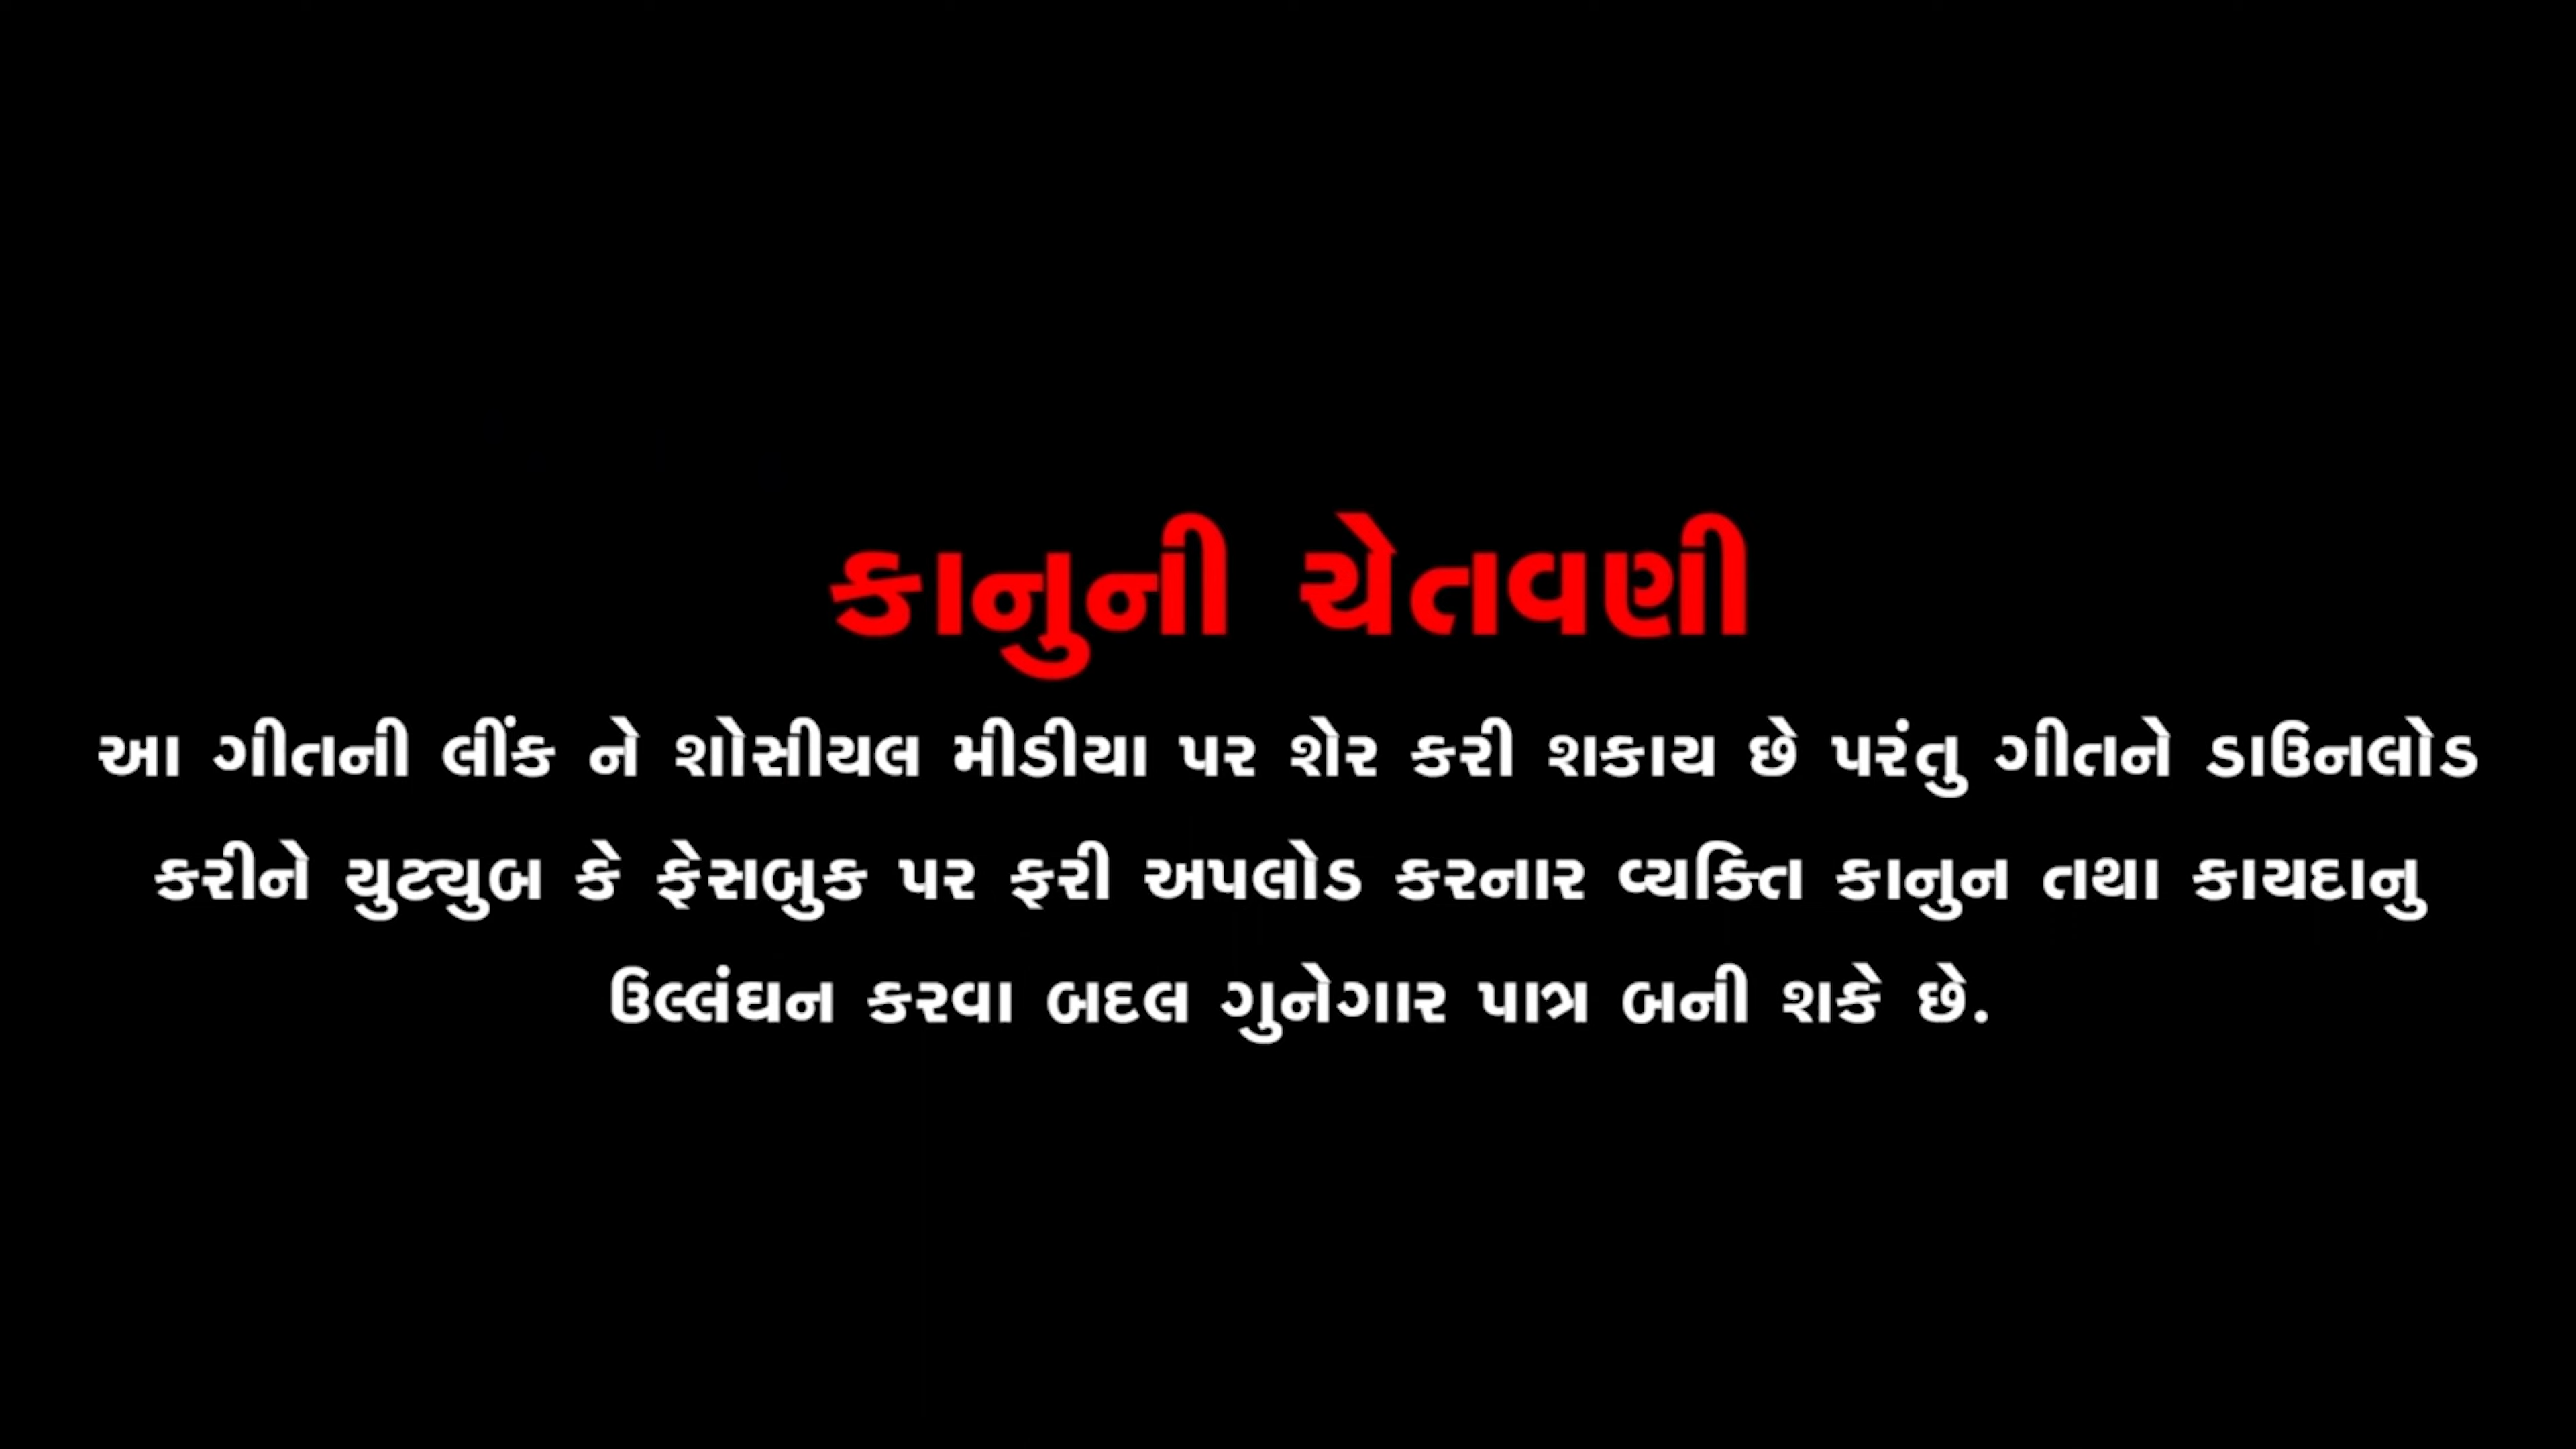 કાનુની ચેતવણી
આ ગીતની લીંક ને શોસીયલ મીડીયા પર શેર કરી શકાય છે પરંતુ ગીતને ડાઉનલોડ
કરીને યુટ્યુબ કે ફેસબુક પર ફરી અપલોડ કરનાર વ્યક્તિ કાનુન તથા કાયદાનુ
ઉલ્લંઘન કરવા બદલ ગુનેગાર પાત્ર બની શકે છે.